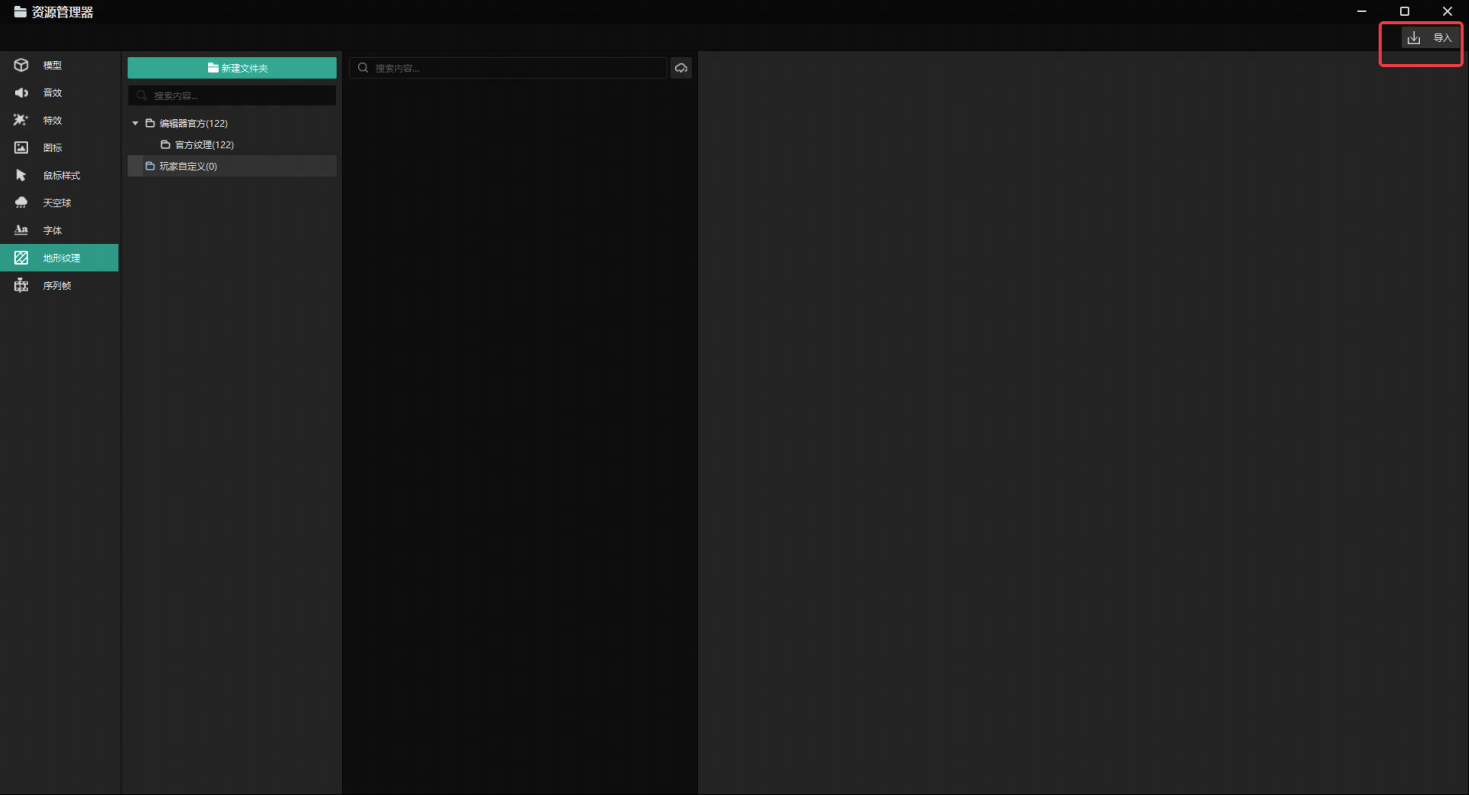 资源管理器
导入
模型
音效
特效
图标
鼠标样式
天空球
字体
地形纹理
序列帧
新建文件夹
搜索内容...
编辑器官方(122)
官方纹理(122)
玩家自定义(0)
搜索内容...